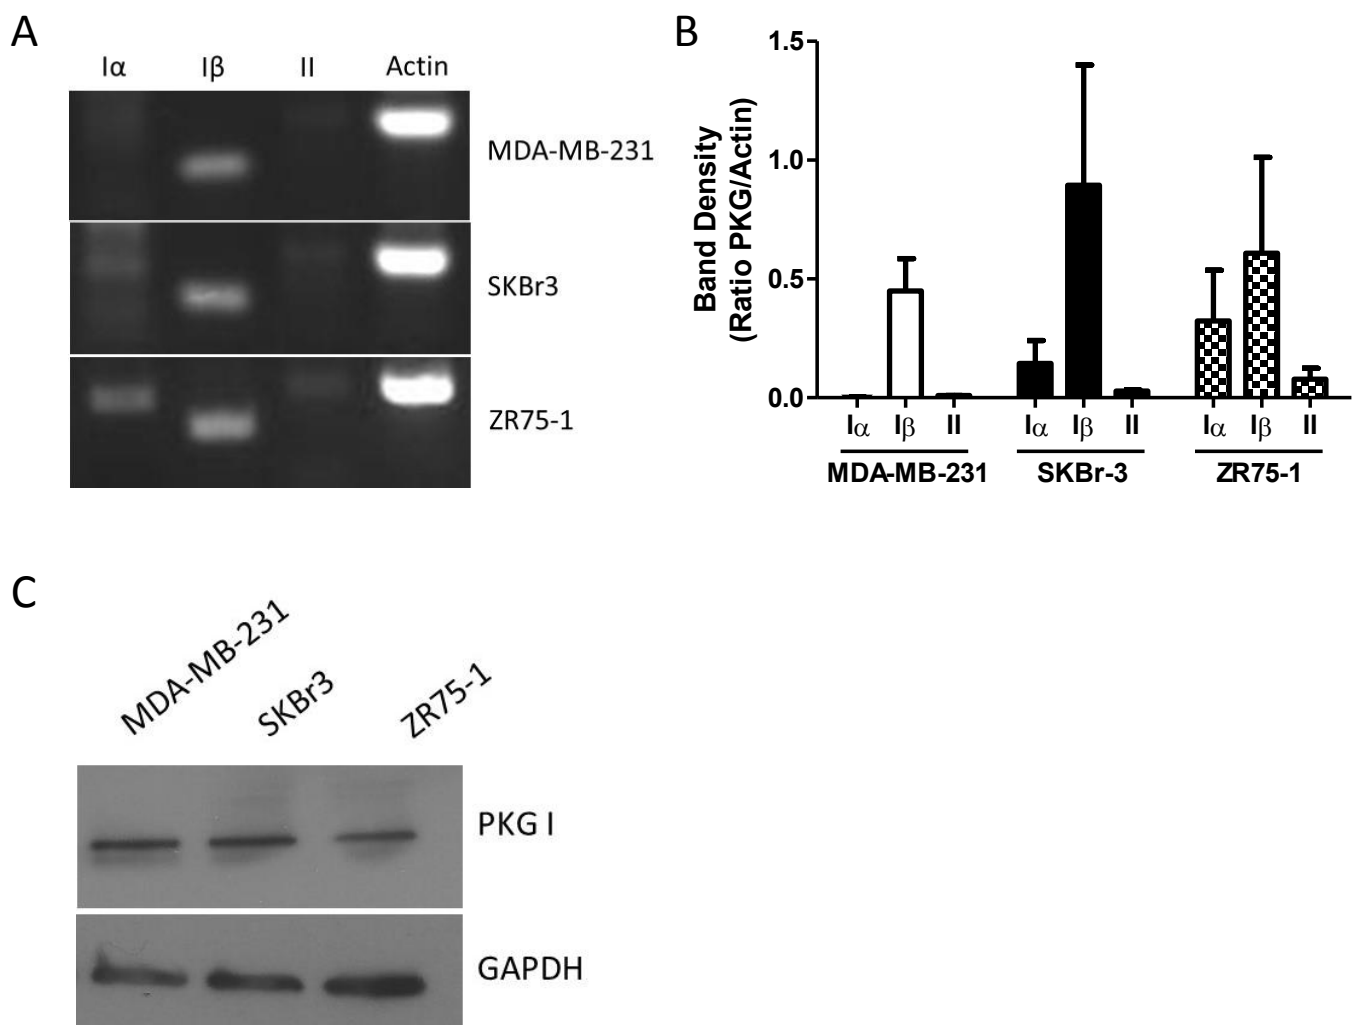 A
Iα Iβ II Actin
MDA-MB-231
SKBr3
ZR75-1
B
Band Density
(Ratio PKG/Actin)
1.5
1.0
0.5
0.0
Iα Iβ II Iα Iβ II Iα Iβ II
MDA-MB-231 SKBr-3 ZR75-1
C
MDA-MB-231
SKBr3
ZR75-1
PKG I
GAPDH